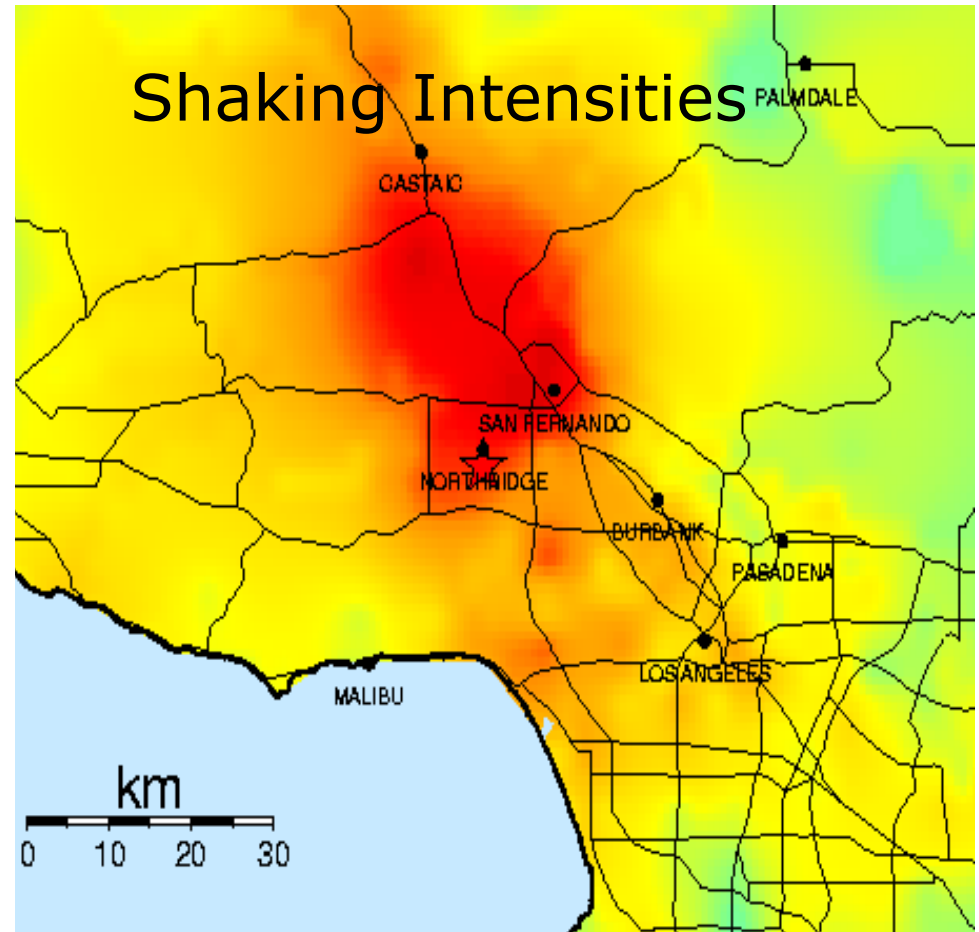 Shaking Intensities
PALMDALE
CASTAIC
SAN FERNANDO
NORTHRIDGE
BURBANK
PASADENA
LOS ANGELES
MALIBU
km
0 10 20 30